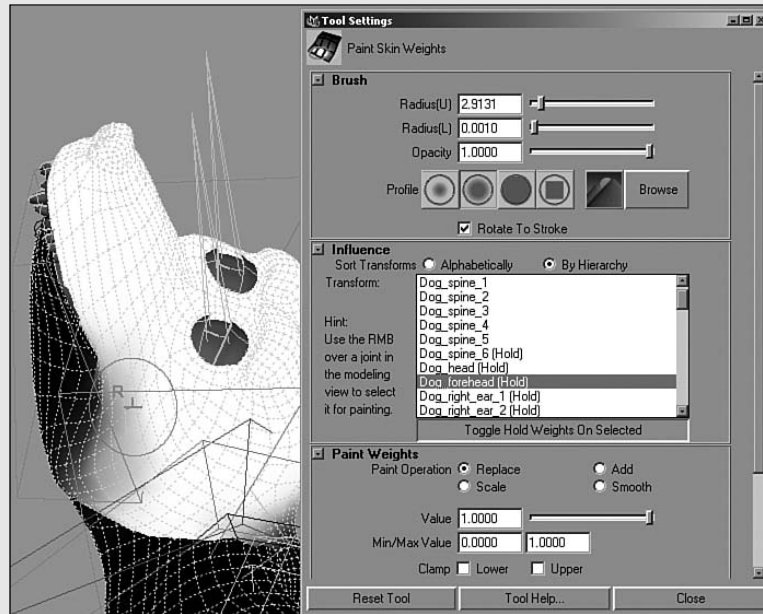 Tool Settings
Paint Skin Weights
Brush
Radius(U) 2.9131
Radius(L) 0.0010
Opacity 1.0000
Profile Browse
Rotate To Stroke
Influence
Sort Transforms Alphabetically By Hierarchy
Transform:
Dog_spine_1
Dog_spine_2
Dog_spine_3
Dog_spine_4
Dog_spine_5
Dog_spine_6 (Hold)
Dog_head (Hold)
Dog_forehead (Hold)
Dog_right_ear_1 (Hold)
Dog_right_ear_2 (Hold)
Hint:
Use the RMB
over a joint in
the modeling
view to select
it for painting.
Toggle Hold Weights On Selected
Paint Weights
Paint Operation Replace Add
Scale Smooth
Value 1.0000
Min/Max Value 0.0000 1.0000
Clamp Lower Upper
Reset Tool Tool Help... Close
R